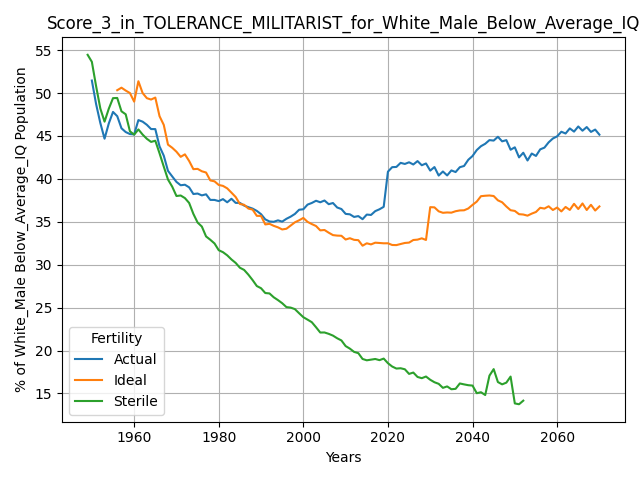 Score_3_in_TOLERANCE_MILITARIST_for_White_Male_Below_Average_IQ
% of White_Male Below_Average_IQ Population
55
50
45
40
35
30
25
20
15
Fertility
Actual
Ideal
Sterile
1960 1980 2000 2020 2040 2060
Years